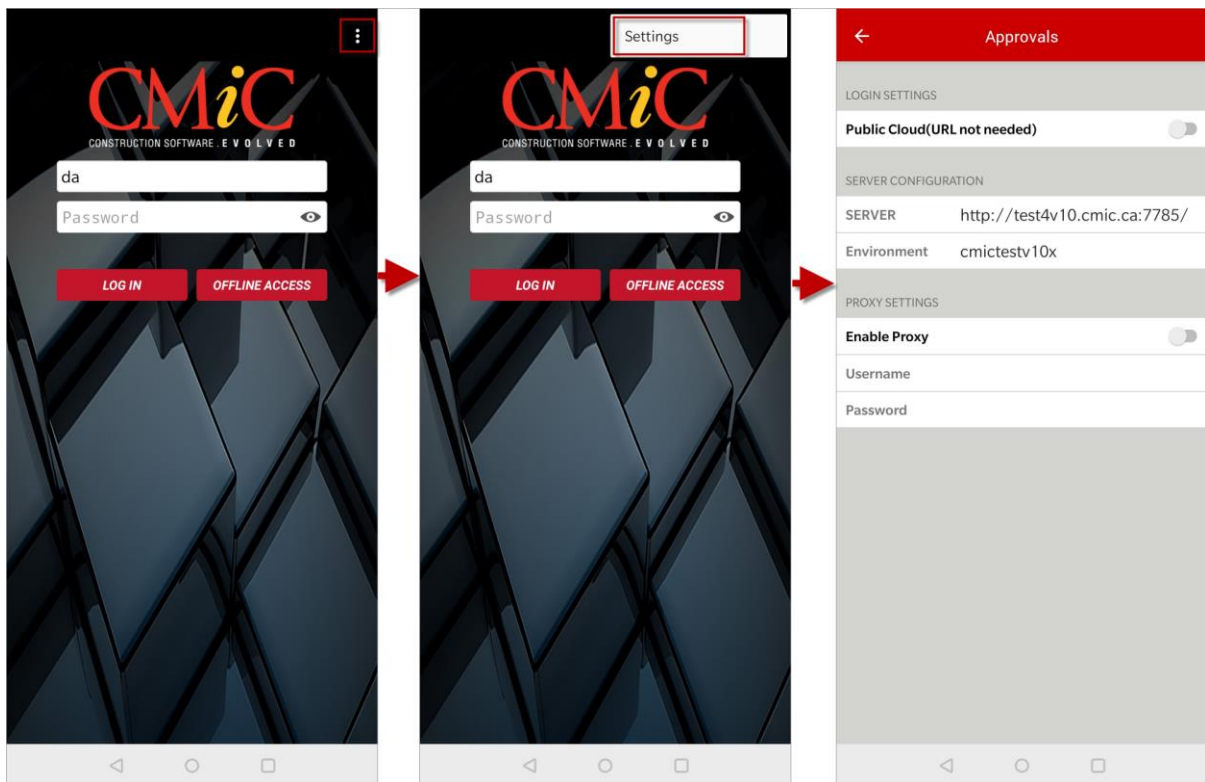 CMiC
CONSTRUCTION SOFTWARE . E V O L V E D
da
Password
LOG IN
OFFLINE ACCESS
Settings
CMiC
CONSTRUCTION SOFTWARE . E V O L V E D
da
Password
LOG IN
OFFLINE ACCESS
Approvals
LOGIN SETTINGS
Public Cloud(URL not needed)
SERVER CONFIGURATION
SERVER http://test4v10.cmic.ca:7785/
Environment cmictestv10x
PROXY SETTINGS
Enable Proxy
Username
Password